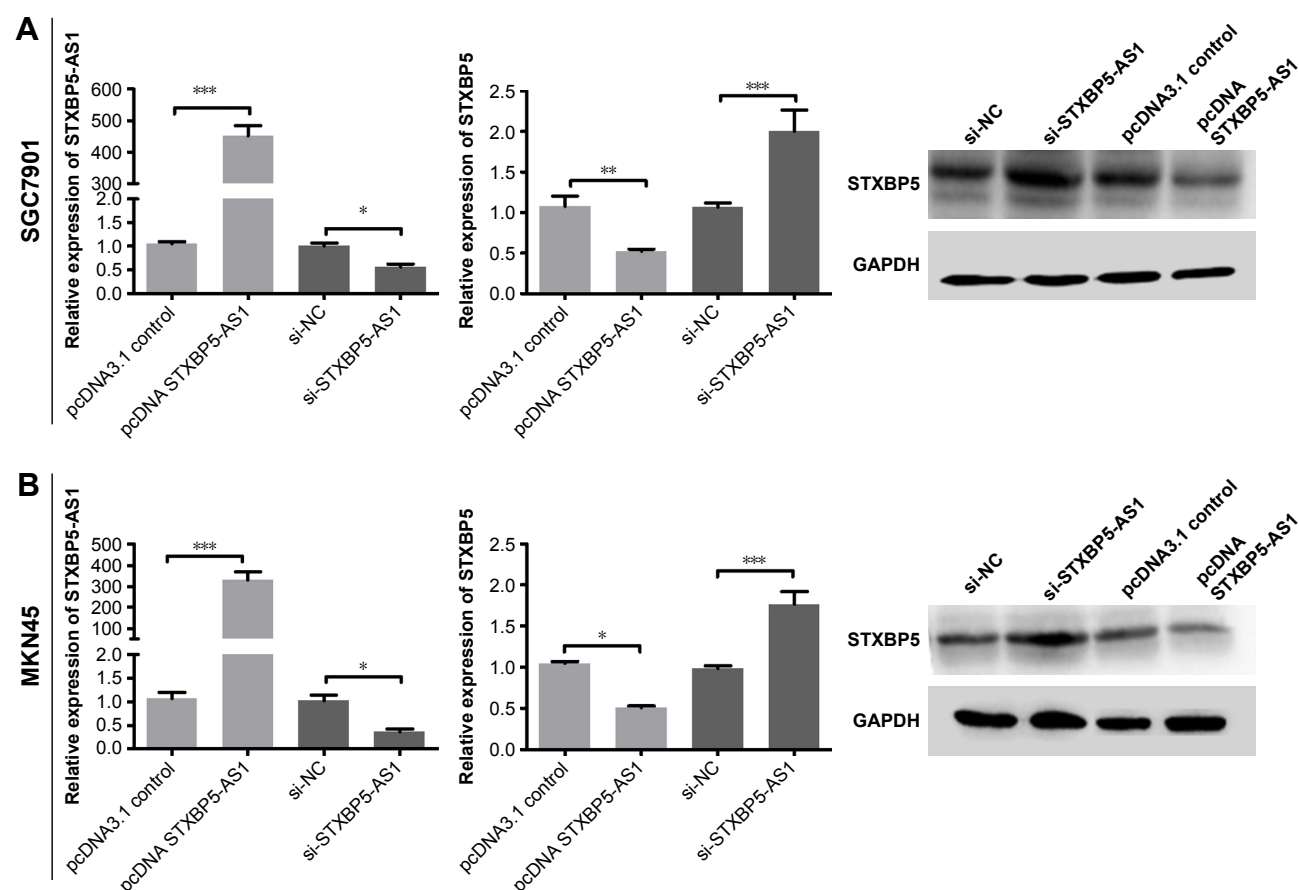 A
SGC7901
Relative expression of STXBP5-AS1
600
500
400
300
2.0
1.5
1.0
0.5
0.0
***
*
pcDNA3.1 control
pcDNA STXBP5-AS1
si-NC
si-STXBP5-AS1
Relative expression of STXBP5
2.5
2.0
1.5
1.0
0.5
0.0
**
***
pcDNA3.1 control
pcDNA STXBP5-AS1
si-NC
si-STXBP5-AS1
si-NC
si-STXBP5-AS1
pcDNA3.1 control
pcDNA
STXBP5-AS1
STXBP5
GAPDH
B
MKN45
Relative expression of STXBP5-AS1
500
400
300
200
100
2.0
1.5
1.0
0.5
0.0
***
*
pcDNA3.1 control
pcDNA STXBP5-AS1
si-NC
si-STXBP5-AS1
Relative expression of STXBP5
2.5
2.0
1.5
1.0
0.5
0.0
*
***
pcDNA3.1 control
pcDNA STXBP5-AS1
si-NC
si-STXBP5-AS1
si-NC
si-STXBP5-AS1
pcDNA3.1 control
pcDNA
STXBP5-AS1
STXBP5
GAPDH